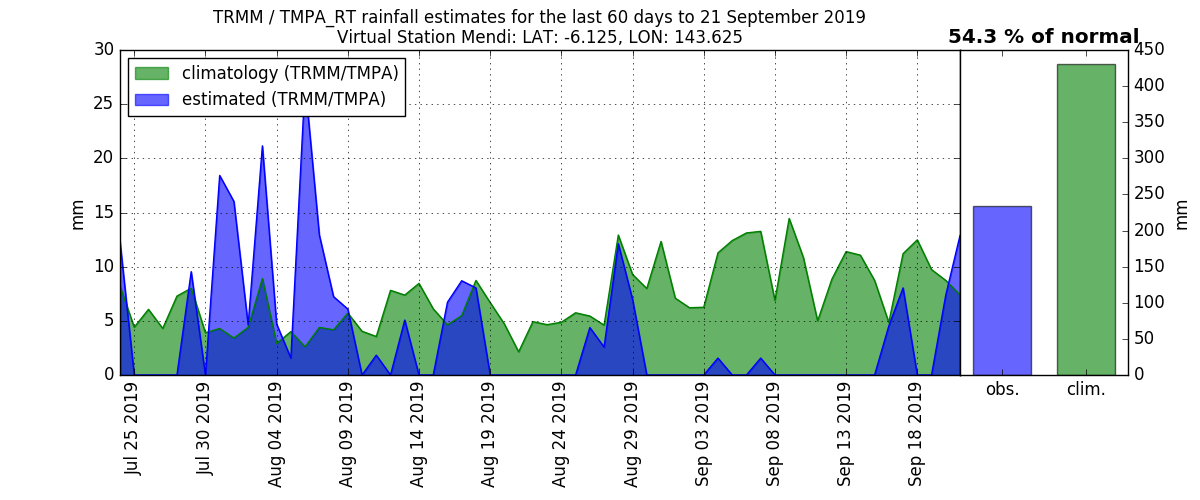 TRMM / TMPA_RT rainfall estimates for the last 60 days to 21 September 2019
Virtual Station Mendi: LAT: -6.125, LON: 143.625
54.3 % of normal
climatology (TRMM/TMPA)
estimated (TRMM/TMPA)
30
25
20
15
10
5
0
mm
Jul 25 2019
Jul 30 2019
Aug 04 2019
Aug 09 2019
Aug 14 2019
Aug 19 2019
Aug 24 2019
Aug 29 2019
Sep 03 2019
Sep 08 2019
Sep 13 2019
Sep 18 2019
obs.
clim.
450
400
350
300
250
200
150
100
50
0
mm